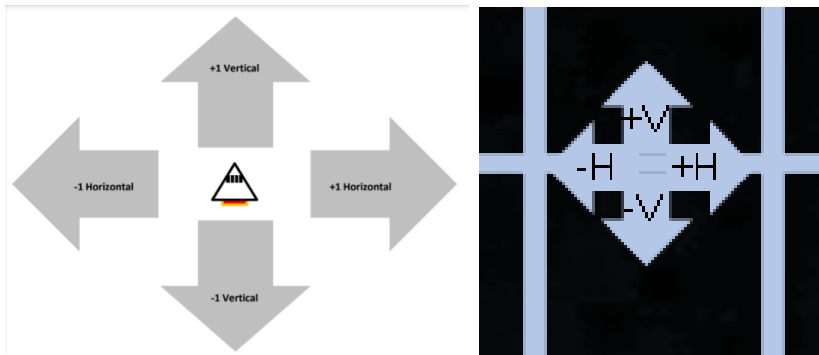 +1 Vertical
-1 Horizontal
+1 Horizontal
-1 Vertical
+V
-H
+H
-V